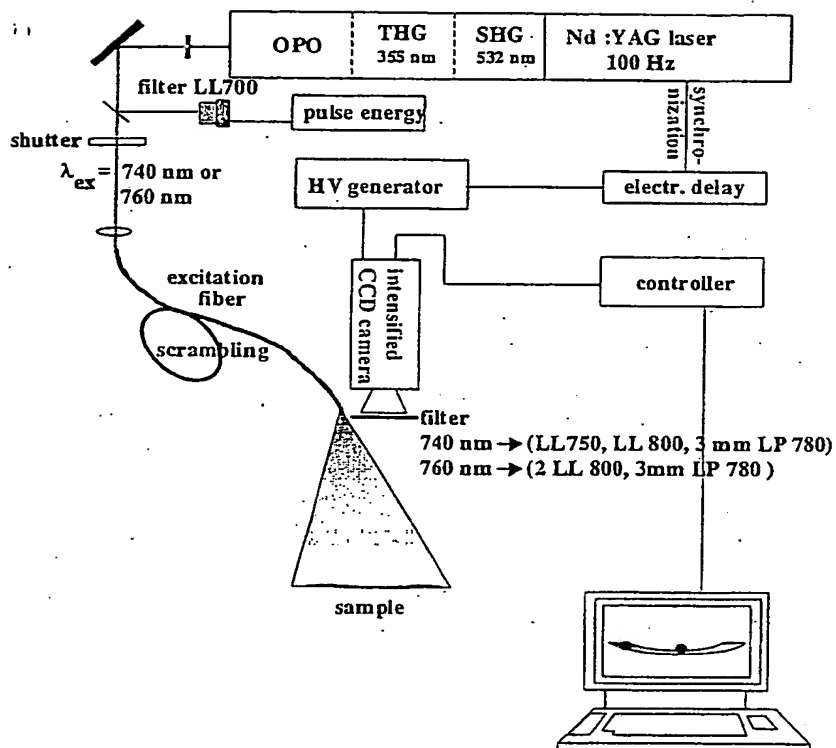 OPO
THG
355 nm
SHG
532 nm
Nd :YAG laser
100 Hz
filter LL700
pulse energy
shutter
λex = 740 nm or
760 nm
synchro-
nization
HV generator
electr. delay
excitation
fiber
scrambling
intensified
CCD camera
controller
filter
740 nm→(LL750, LL 800, 3 mm LP 780)
760 nm→(2 LL 800, 3mm LP 780 )
sample